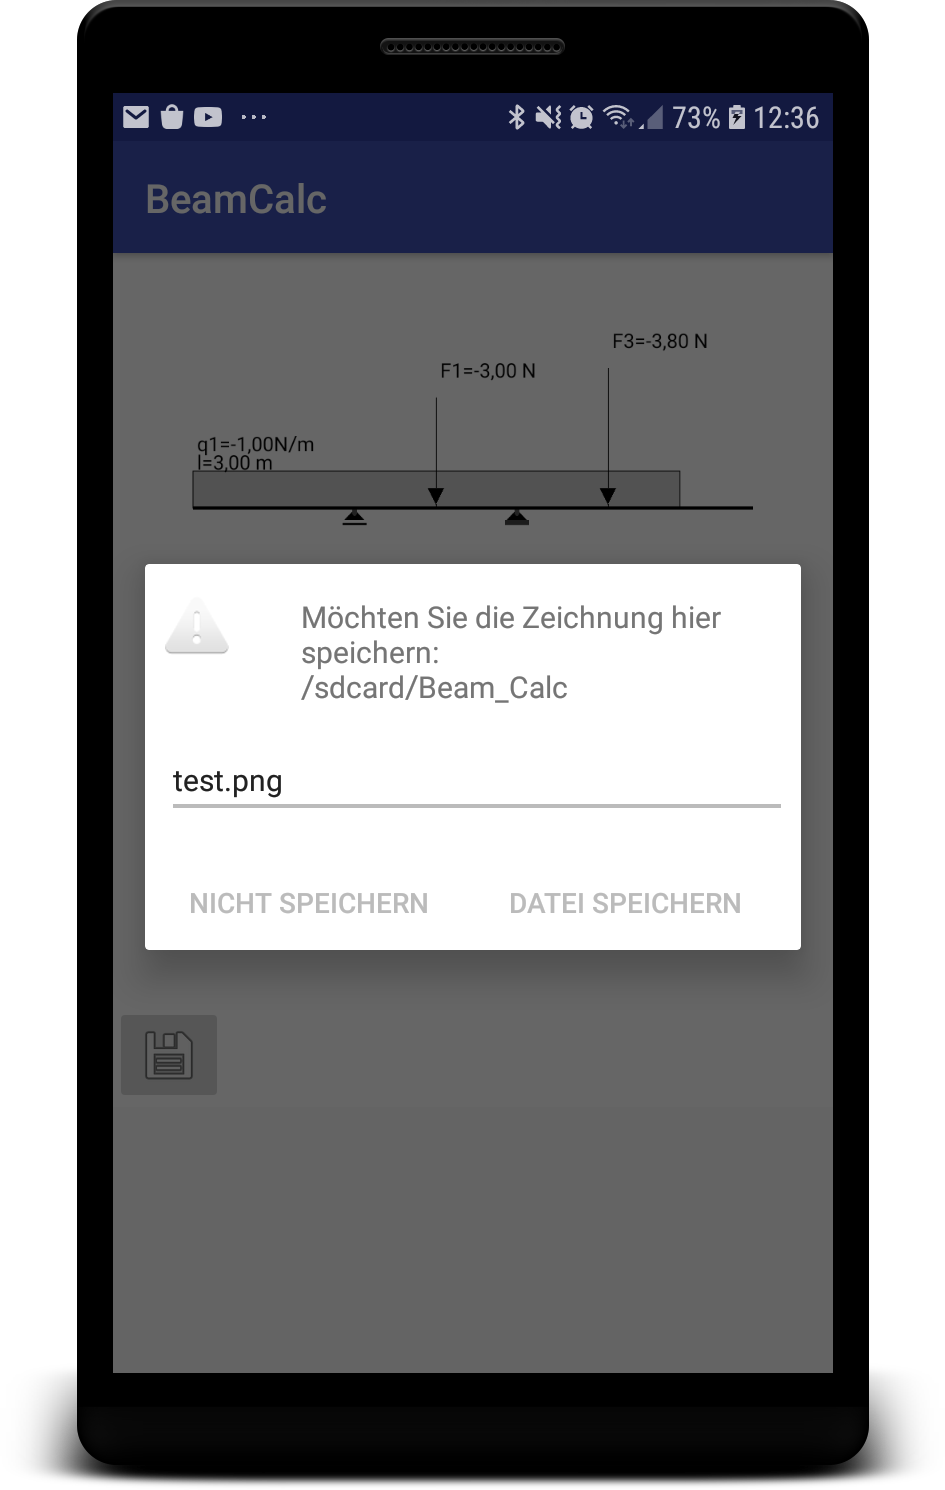 73% 12:36
BeamCalc
F3=-3,80 N
F1=-3,00 N
q1=-1,00N/m
l=3,00 m
Möchten Sie die Zeichnung hier
speichern:
/sdcard/Beam_Calc
test.png
NICHT SPEICHERN DATEI SPEICHERN